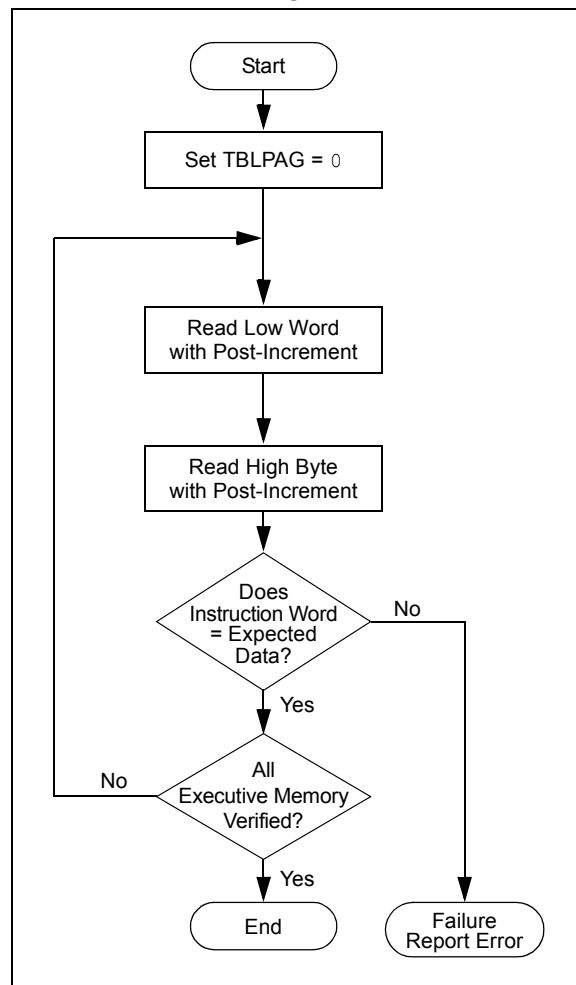 Start
Set TBLPAG = 0
Read Low Word
with Post-Increment
Read High Byte
with Post-Increment
Does
Instruction Word
= Expected
Data?
No
Yes
No
All
Executive Memory
Verified?
Yes
End
Failure
Report Error